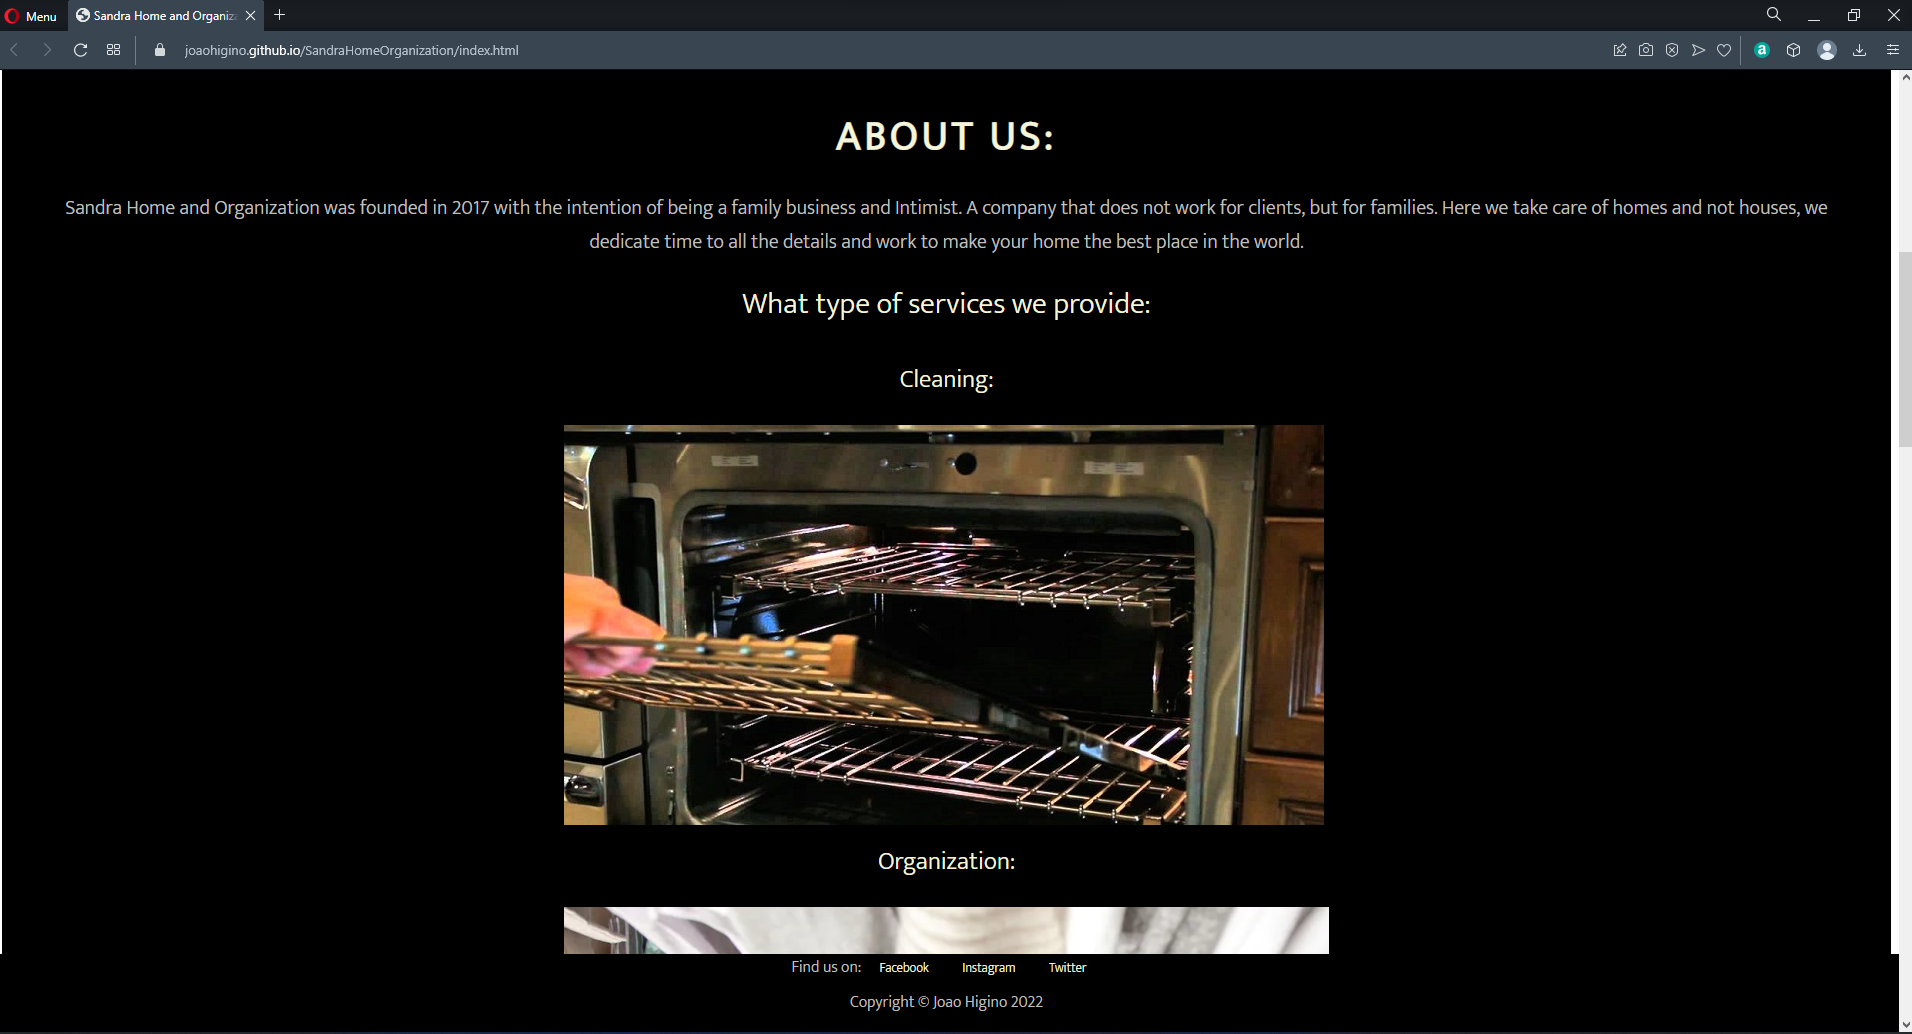 Menu
Sandra Home and Organiz
joaohigino.github.io/SandraHomeOrganization/index.html
a
ABOUT US:
Sandra Home and Organization was founded in 2017 with the intention of being a family business and Intimist. A company that does not work for clients, but for families. Here we take care of homes and not houses, we
dedicate time to all the details and work to make your home the best place in the world.
What type of services we provide:
Cleaning:
Organization:
Find us on: Facebook Instagram Twitter
Copyright © Joao Higino 2022